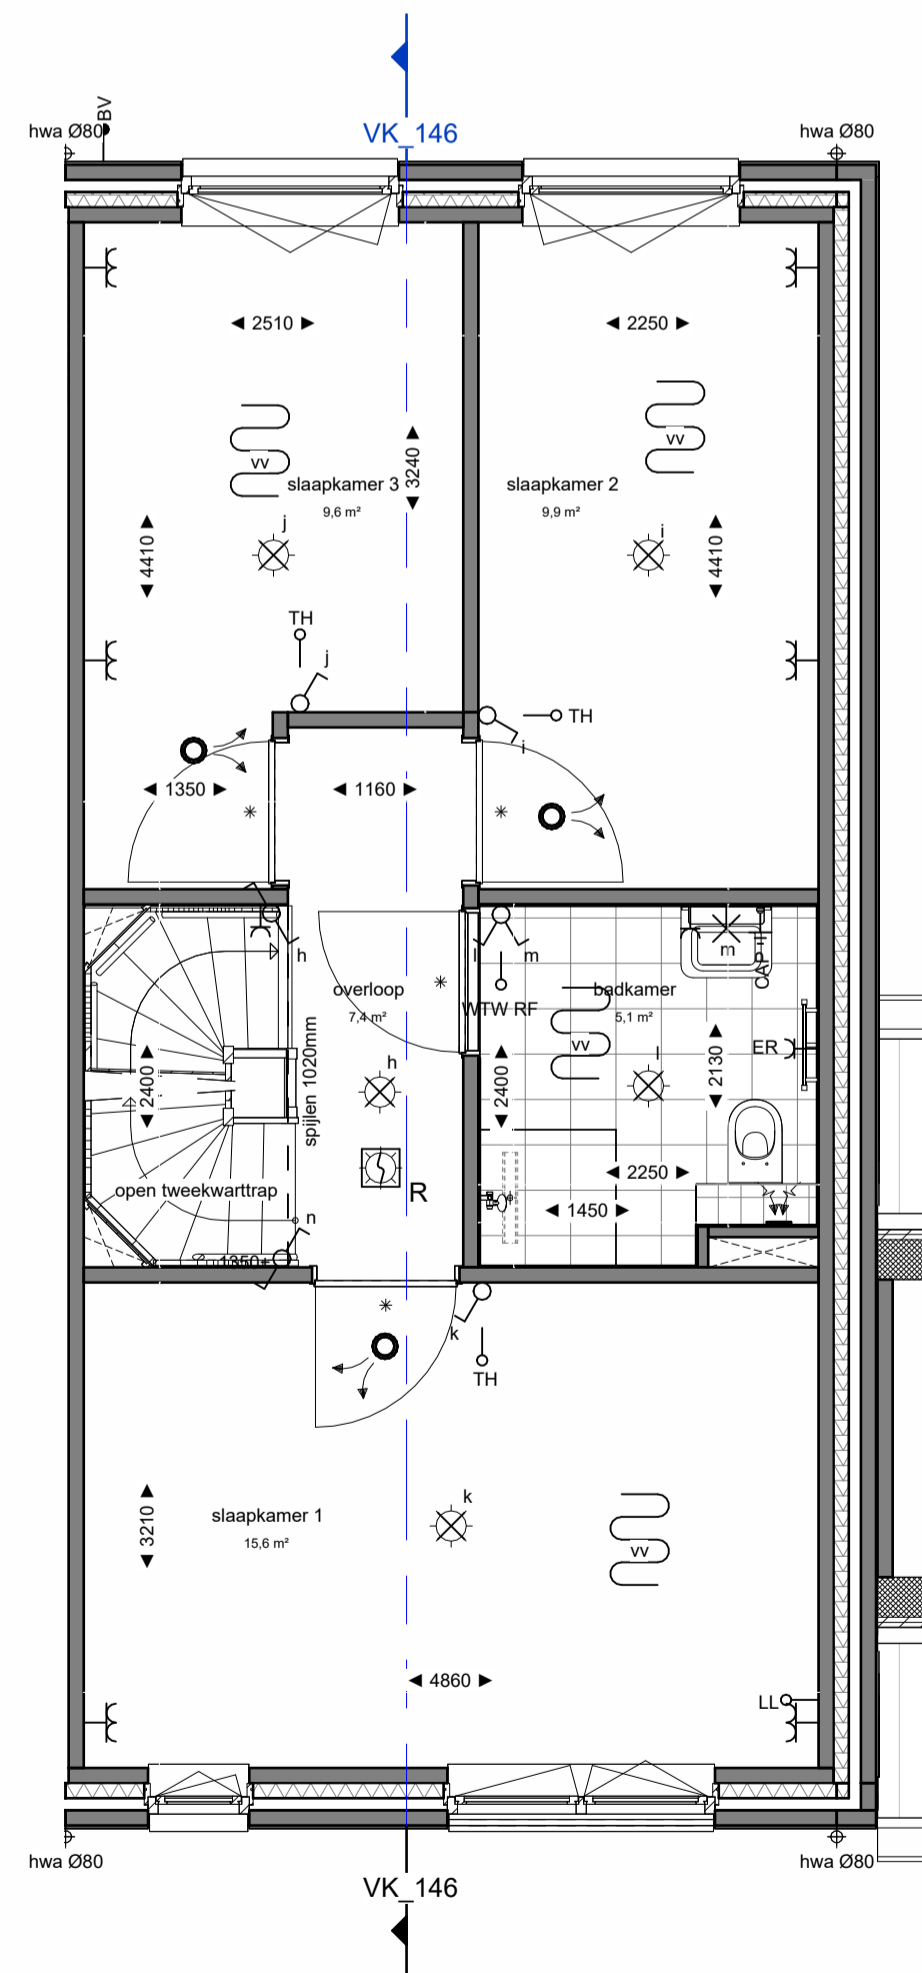 BV
hwa Ø80
VK_146
hwa Ø80
2510
2250
vv
vv
3240
slaapkamer 3
9,6 m²
slaapkamer 2
9,9 m²
j
i
4410
4410
TH
j
TH
i
1350
1160
h
l
m
m
CAP
overloop
7,4 m²
WTW RF
badkamer
5,1 m²
vv
ER
l
h
2400
spijlen 1020mm
2400
2130
open tweekwarttrap
R
2250
1450
n
1350+
k
TH
k
slaapkamer 1
15,6 m²
3210
vv
4860
LL
hwa Ø80
hwa Ø80
VK_146